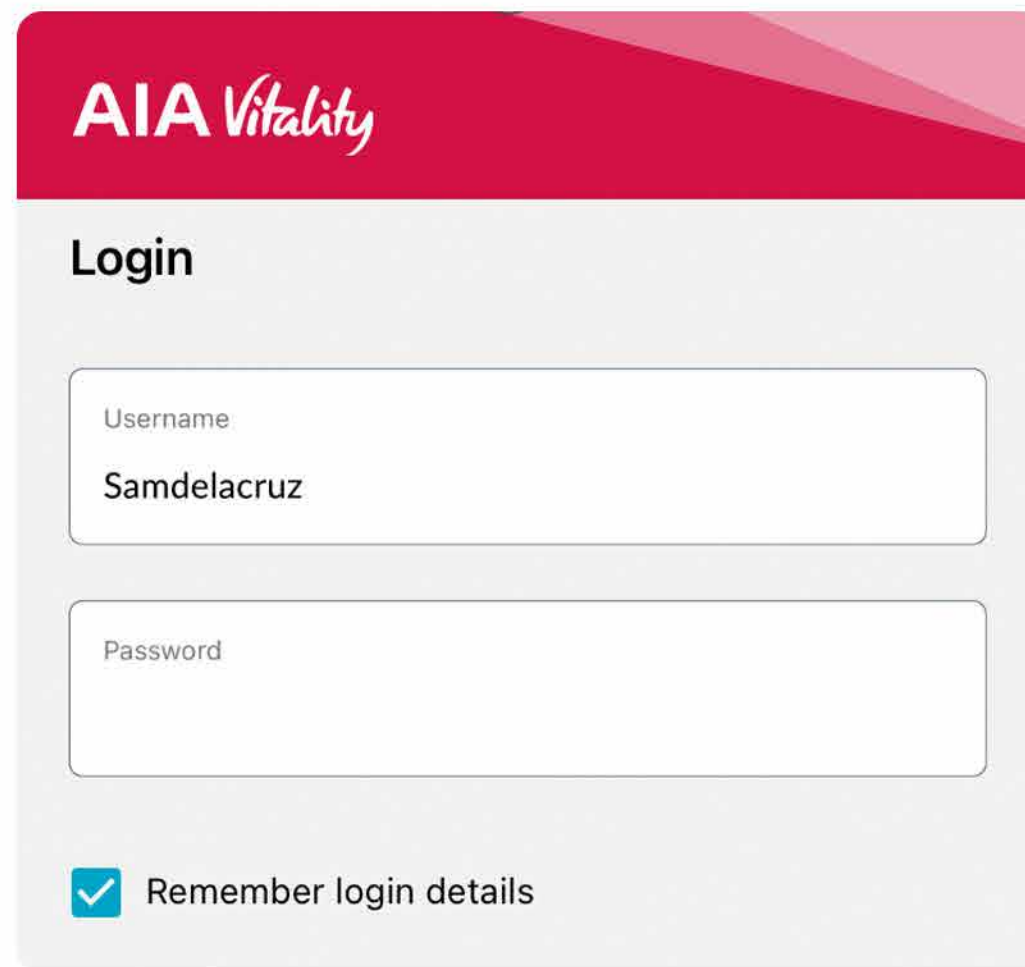 AIA Vitality
Login
Username
Samdelacruz
Password
Remember login details